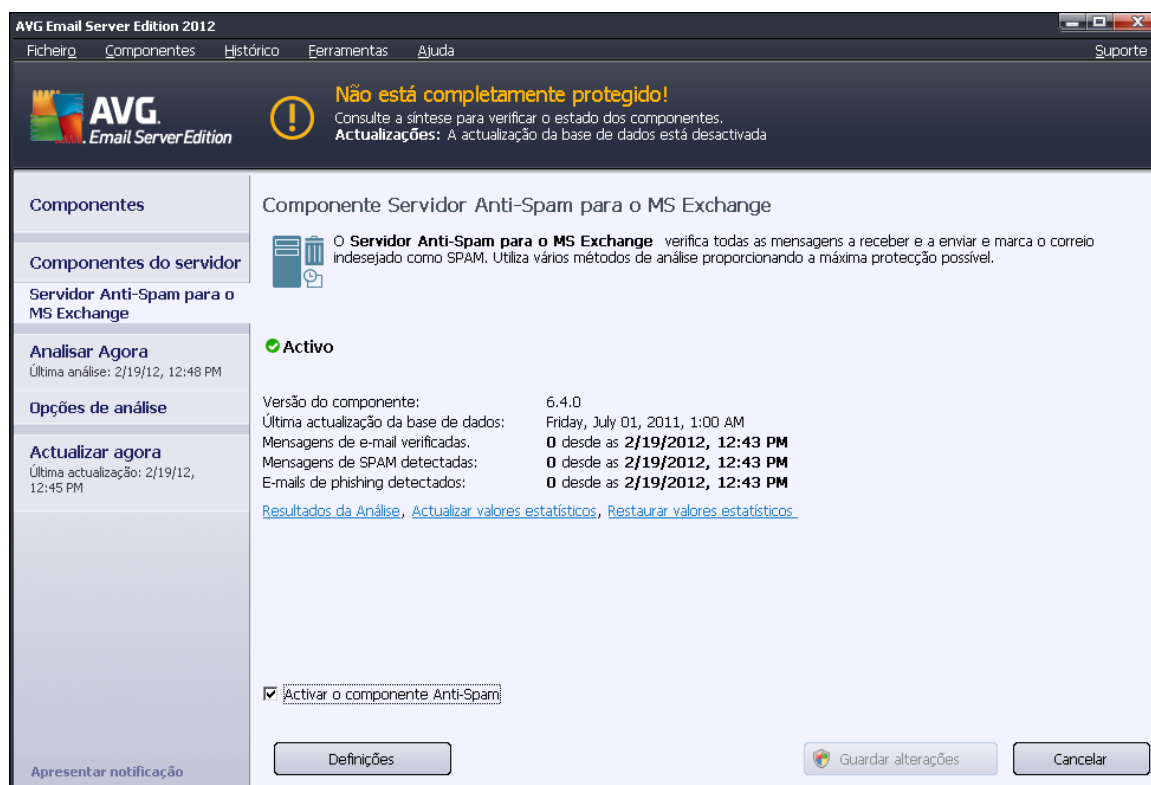 AVG Email Server Edition 2012
Ficheiro Componentes Histórico Ferramentas Ajuda Suporte
AVG.
Email Server Edition
Não está completamente protegido!
Consulte a síntese para verificar o estado dos componentes.
Actualizações: A actualização da base de dados está desactivada
Componentes
Componentes do servidor
Servidor Anti-Spam para o
MS Exchange
Analisar Agora
Última análise: 2/19/12, 12:48 PM
Opções de análise
Actualizar agora
Última actualização: 2/19/12,
12:45 PM
Apresentar notificação
Componente Servidor Anti-Spam para o MS Exchange
O Servidor Anti-Spam para o MS Exchange verifica todas as mensagens a receber e a enviar e marca o correio
indesejado como SPAM. Utiliza vários métodos de análise proporcionando a máxima protecção possível.
Activo
Versão do componente: 6.4.0
Última actualização da base de dados: Friday, July 01, 2011, 1:00 AM
Mensagens de e-mail verificadas. 0 desde as 2/19/2012, 12:43 PM
Mensagens de SPAM detectadas: 0 desde as 2/19/2012, 12:43 PM
E-mails de phishing detectados: 0 desde as 2/19/2012, 12:43 PM
Resultados da Análise, Actualizar valores estatísticos, Restaurar valores estatísticos
Activar o componente Anti-Spam
Definições Guardar alterações Cancelar